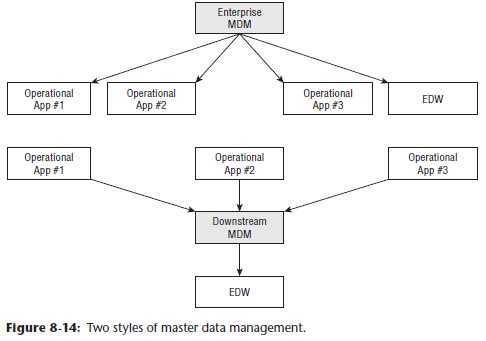 Enterprise
MDM
Operational
App #1
Operational
App #2
Operational
App #3
EDW
Operational
App #1
Operational
App #2
Operational
App #3
Downstream
MDM
EDW
Figure 8-14: Two styles of master data management.